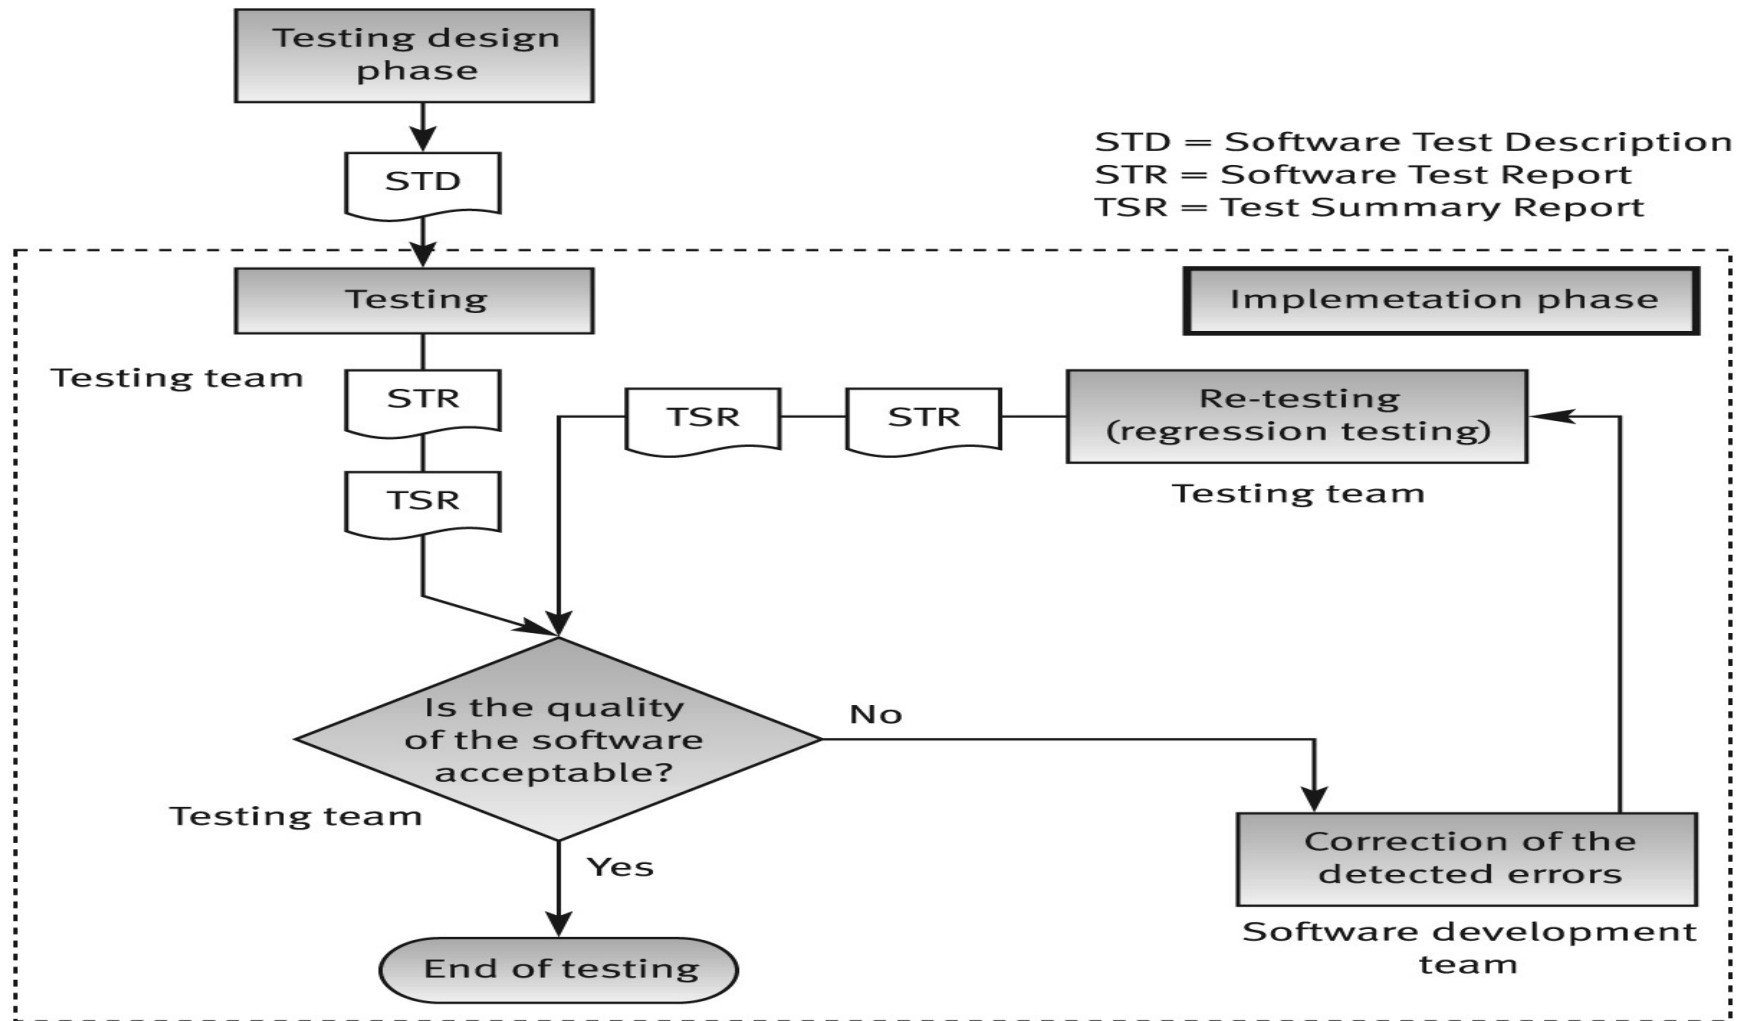 Testing design
phase
STD
STD = Software Test Description
STR = Software Test Report
TSR = Test Summary Report
Testing
Implemetation phase
Testing team
STR
TSR
TSR
STR
Re-testing
(regression testing)
Testing team
Is the quality
of the software
acceptable?
No
Testing team
Yes
Correction of the
detected errors
Software development
team
End of testing